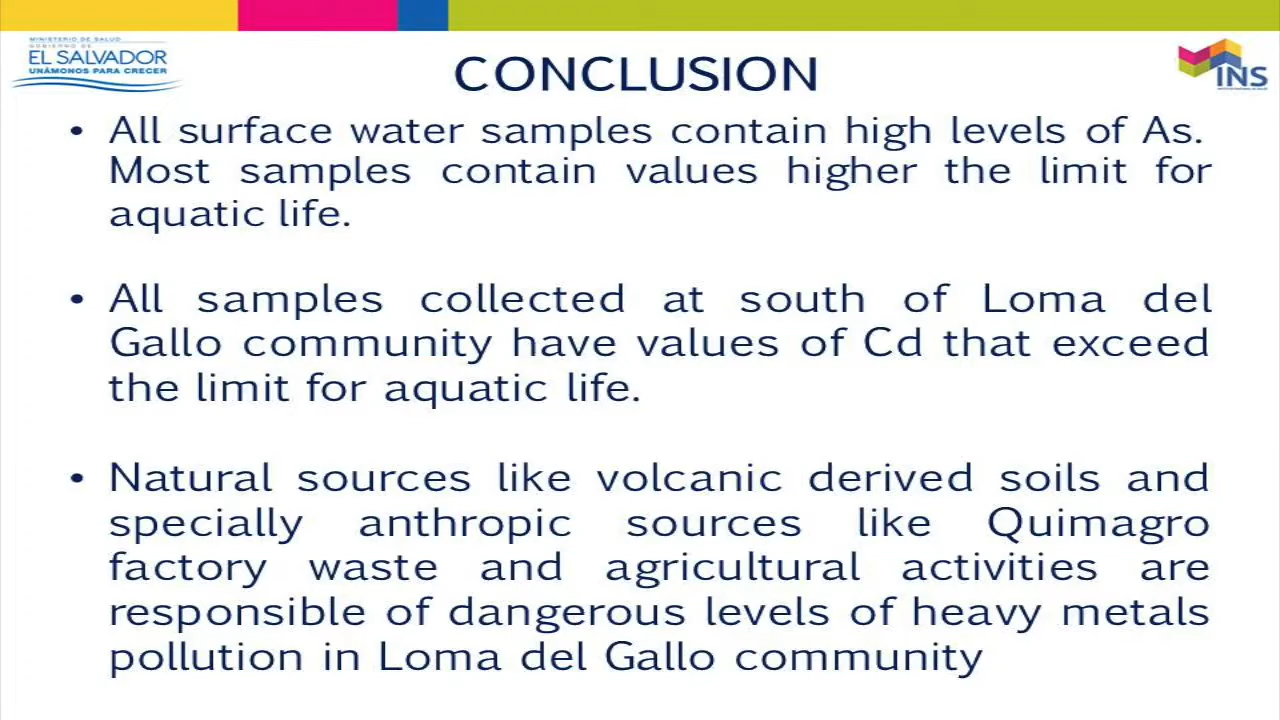 MINISTERIO DE SALUD
GOBIERNO DE
EL SALVADOR
UNÁMONOS PARA CRECER
INS
CONCLUSION
• All surface water samples contain high levels of As.
Most samples contain values higher the limit for
aquatic life.
• All samples collected at south of Loma del
Gallo community have values of Cd that exceed
the limit for aquatic life.
• Natural sources like volcanic derived soils and
specially anthropic sources like Quimagro
factory waste and agricultural activities are
responsible of dangerous levels of heavy metals
pollution in Loma del Gallo community